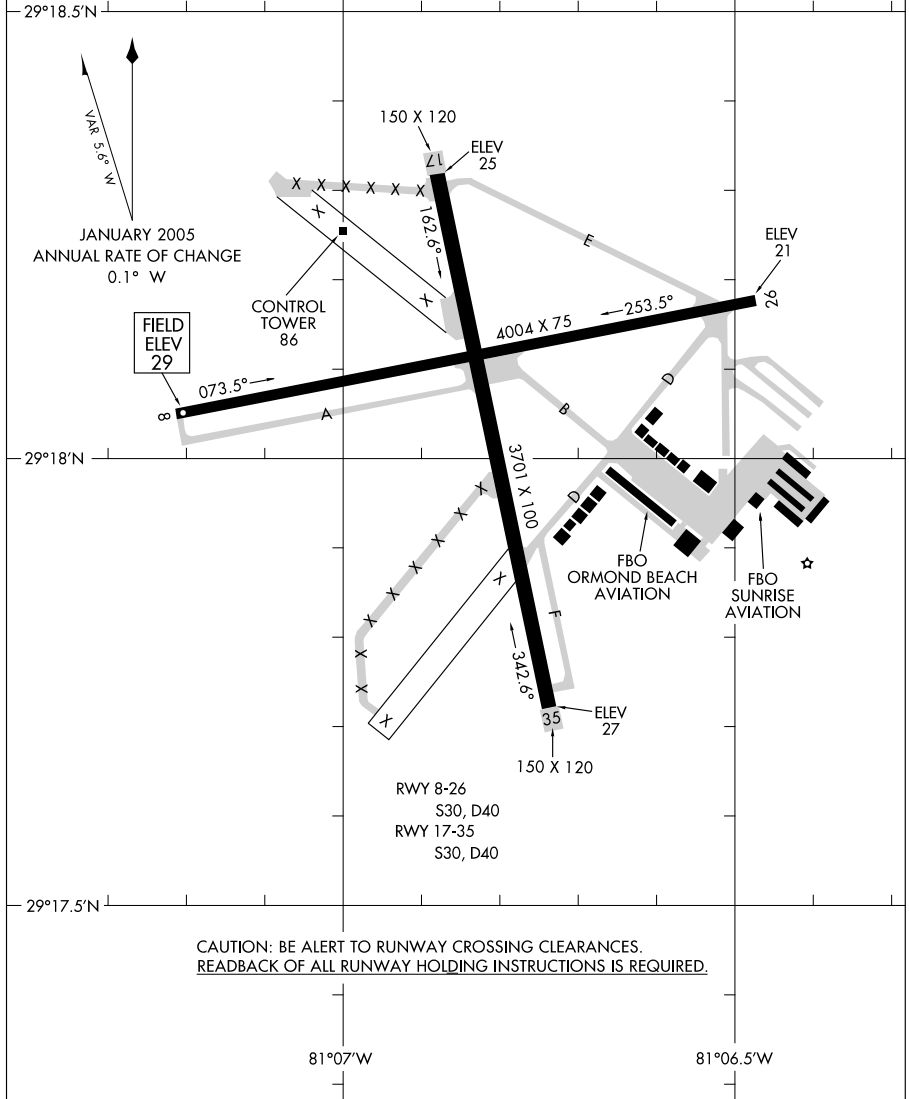 29°18.5'N
VAR 5.6° W
JANUARY 2005
ANNUAL RATE OF CHANGE
0.1° W
150 X 120
17
ELEV
25
X X X X X X
X
162.6°
E
ELEV
21
26
CONTROL
TOWER
86
X
253.5°
4004 X 75
FIELD
ELEV
29
073.5°
8
A
D
B
29°18'N
3701 X 100
X
X
X
X
X
X
X
X
D
X
FBO
ORMOND BEACH
AVIATION
FBO
SUNRISE
AVIATION
F
342.6°
X
35
ELEV
27
150 X 120
RWY 8-26
S30, D40
RWY 17-35
S30, D40
29°17.5'N
CAUTION: BE ALERT TO RUNWAY CROSSING CLEARANCES.
READBACK OF ALL RUNWAY HOLDING INSTRUCTIONS IS REQUIRED.
81°07'W
81°06.5'W